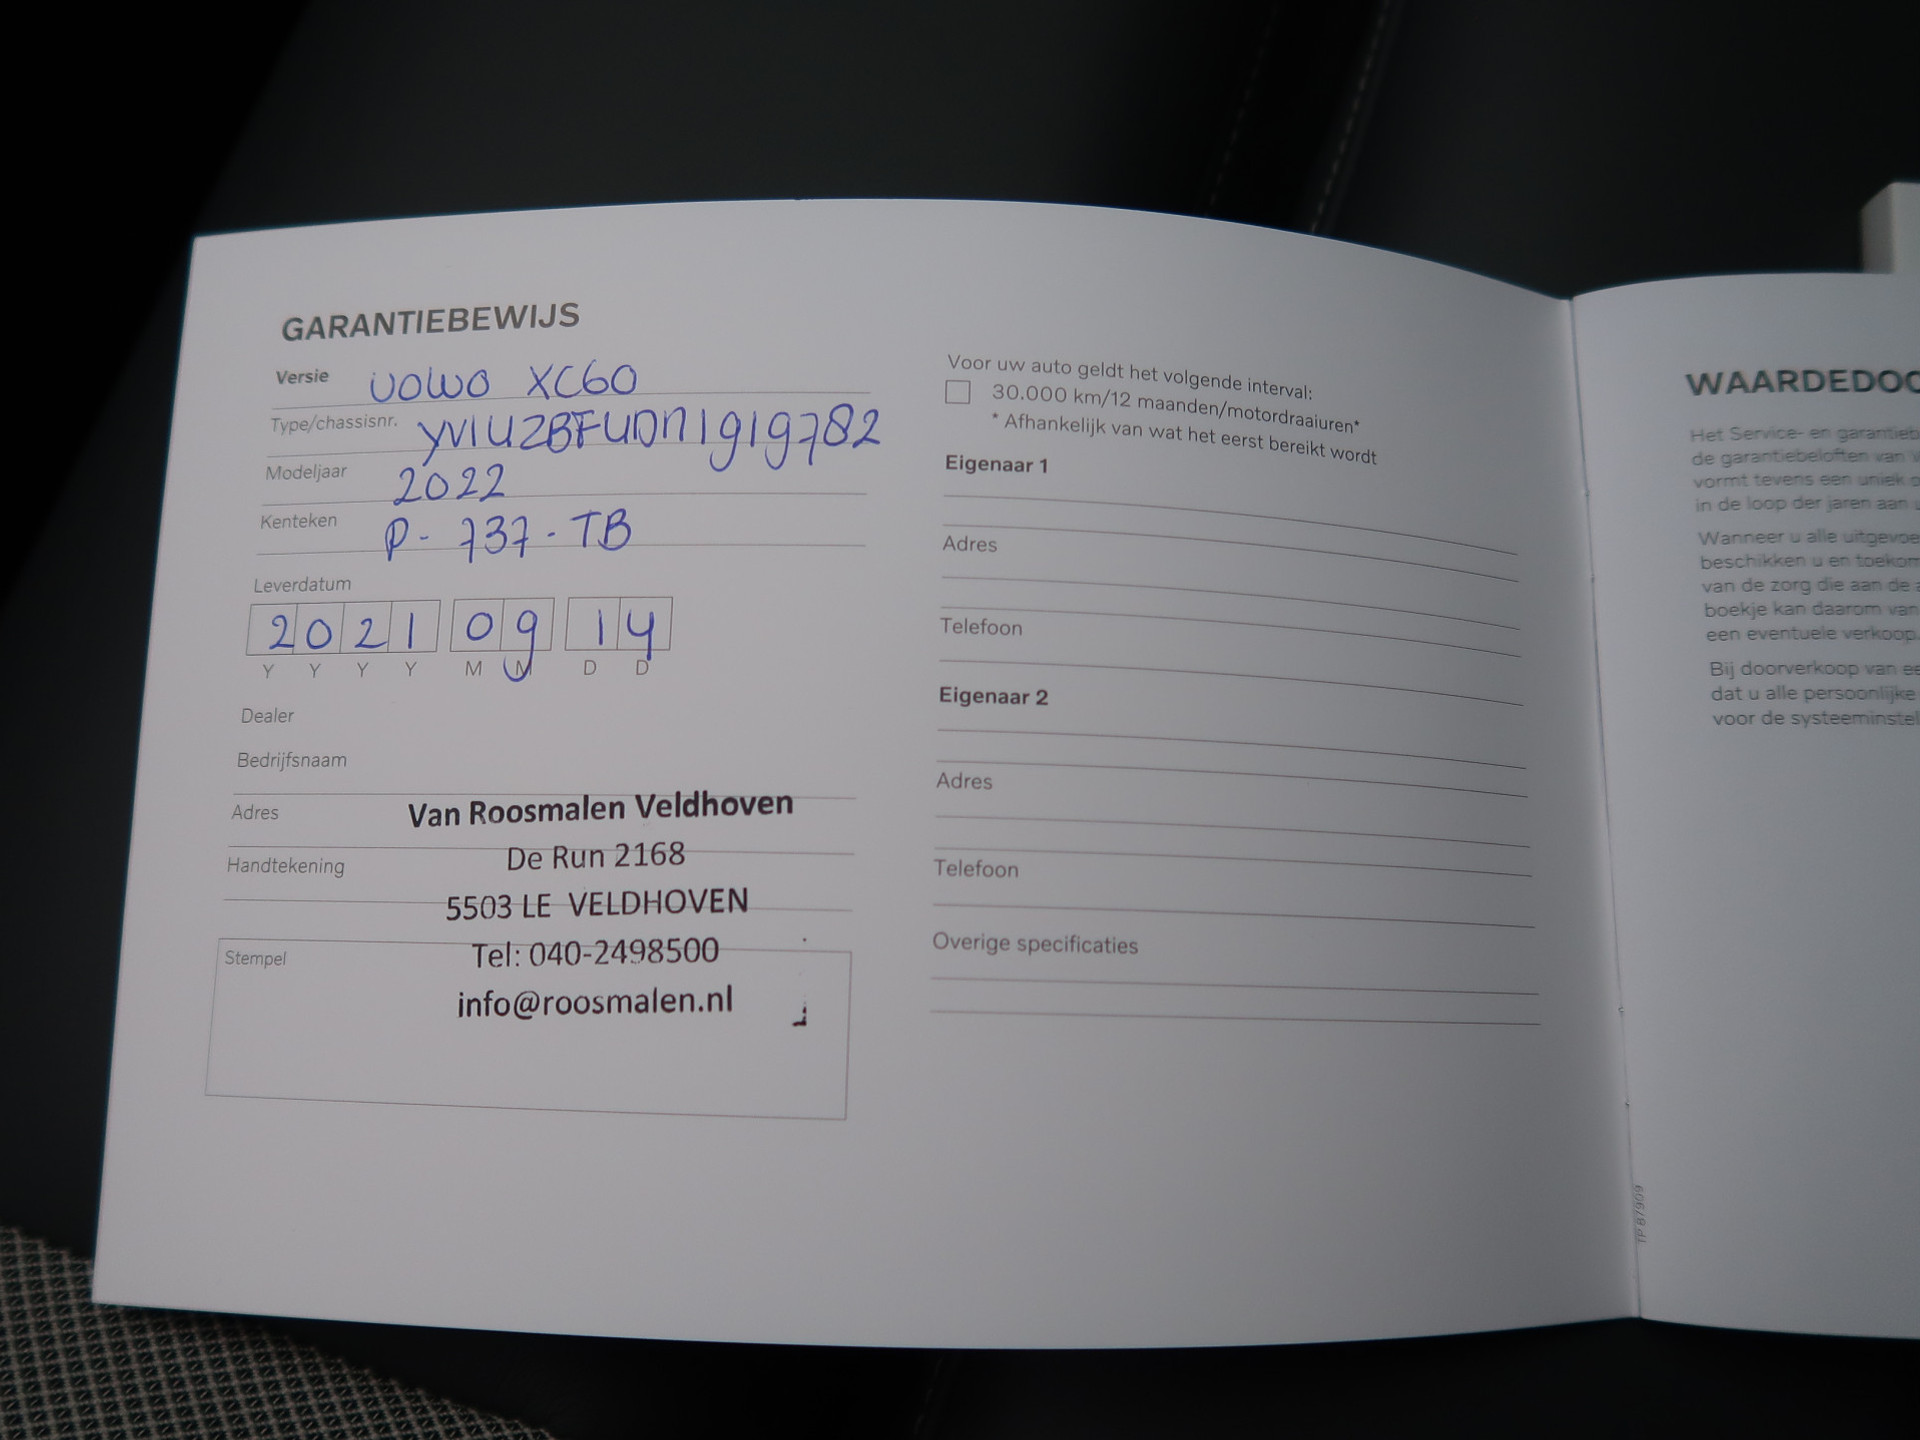 GARANTIEBEWIJS
Versie VOLVO XC60
Type/chassisnr. YV1UZBFUDN1919782
Modeljaar 2022
Kenteken P-737-TB
Leverdatum
2021 09 14
Y Y Y Y M M D D
Dealer
Bedrijfsnaam
Adres Van Roosmalen Veldhoven
De Run 2168
Handtekening
5503 LE VELDHOVEN
Stempel Tel: 040-2498500
info@roosmalen.nl
Voor uw auto geldt het volgende interval:
30.000 km/12 maanden/motordraaiuren*
* Afhankelijk van wat het eerst bereikt wordt
Eigenaar 1
Adres
Telefoon
Eigenaar 2
Adres
Telefoon
Overige specificaties
TP 87909
WAARDEDOC
Het Service- en garantieb
de garantiebeloften van
vormt tevens een uniek
in de loop der jaren aan
Wanneer u alle uitgevoe
beschikken u en toekom
van de zorg die aan de
boekje kan daarom van
een eventuele verkoop.
Bij doorverkoop van ee
dat u alle persoonlijke
voor de systeeminstel